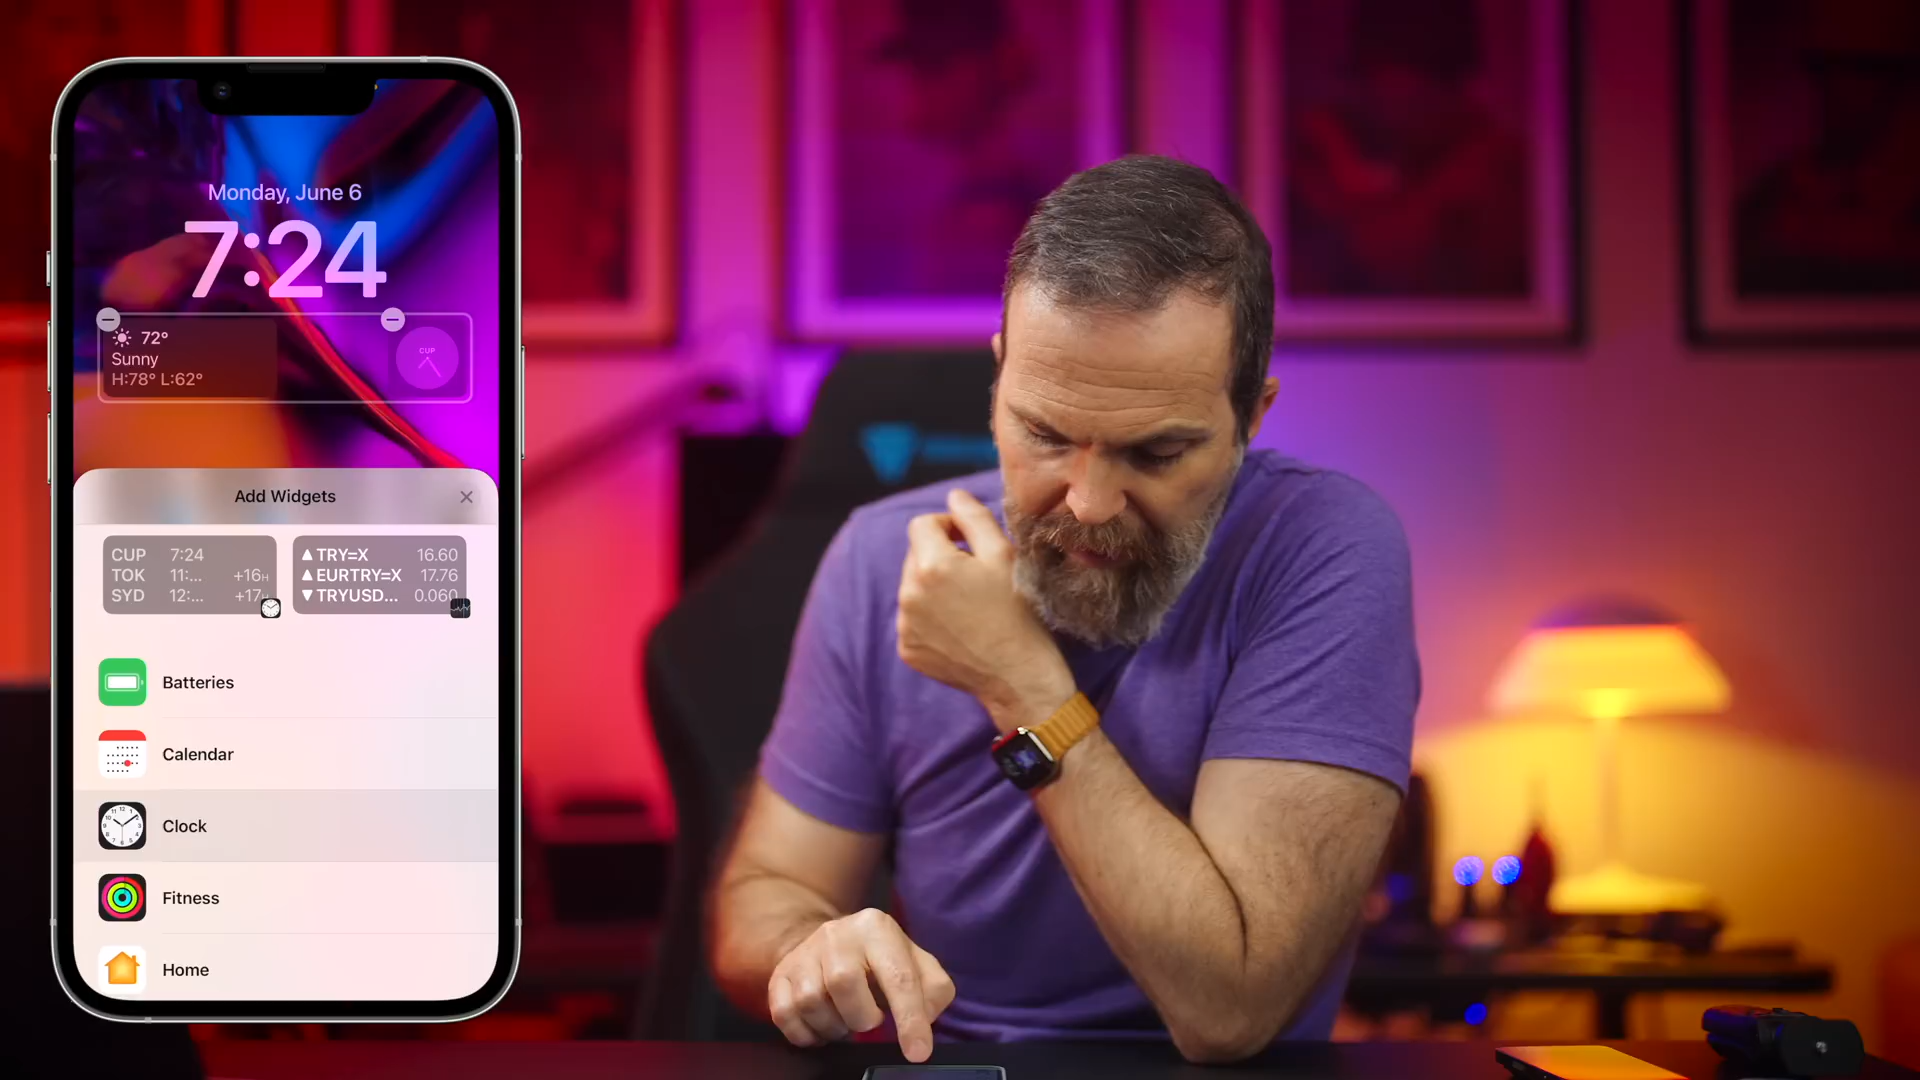 Monday, June 6
7:24
72°
Sunny
H:78° L:62°
CUP
Add Widgets
CUP 7:24
TOK 11:... +16H
SYD 12:... +17H
▲ TRY=X 16.60
▲ EURTRY=X 17.76
▼ TRYUSD... 0.060
Batteries
Calendar
Clock
Fitness
Home